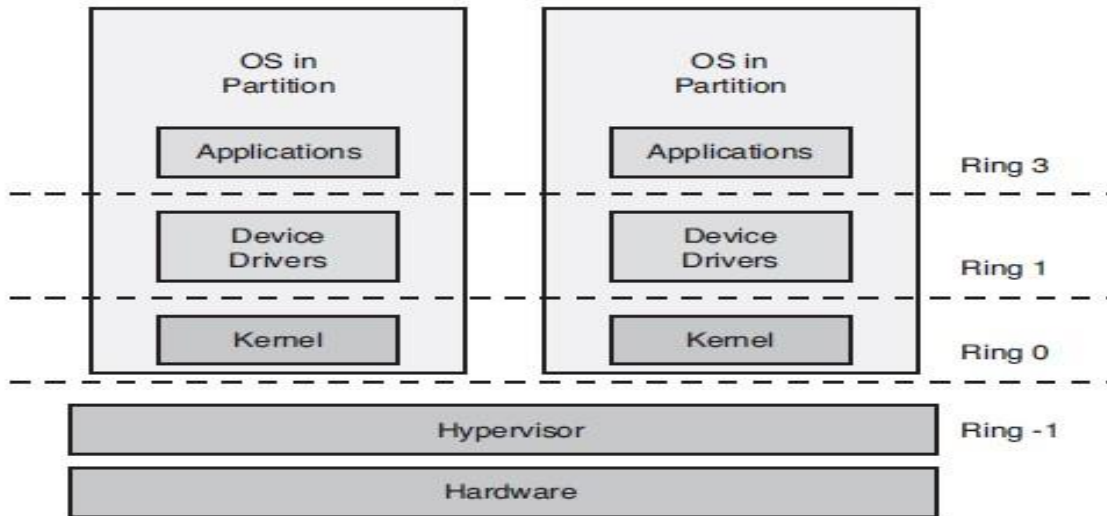 OS in
Partition
OS in
Partition
Applications
Applications
Ring 3
Device
Drivers
Device
Drivers
Ring 1
Kernel
Kernel
Ring 0
Hypervisor
Ring -1
Hardware